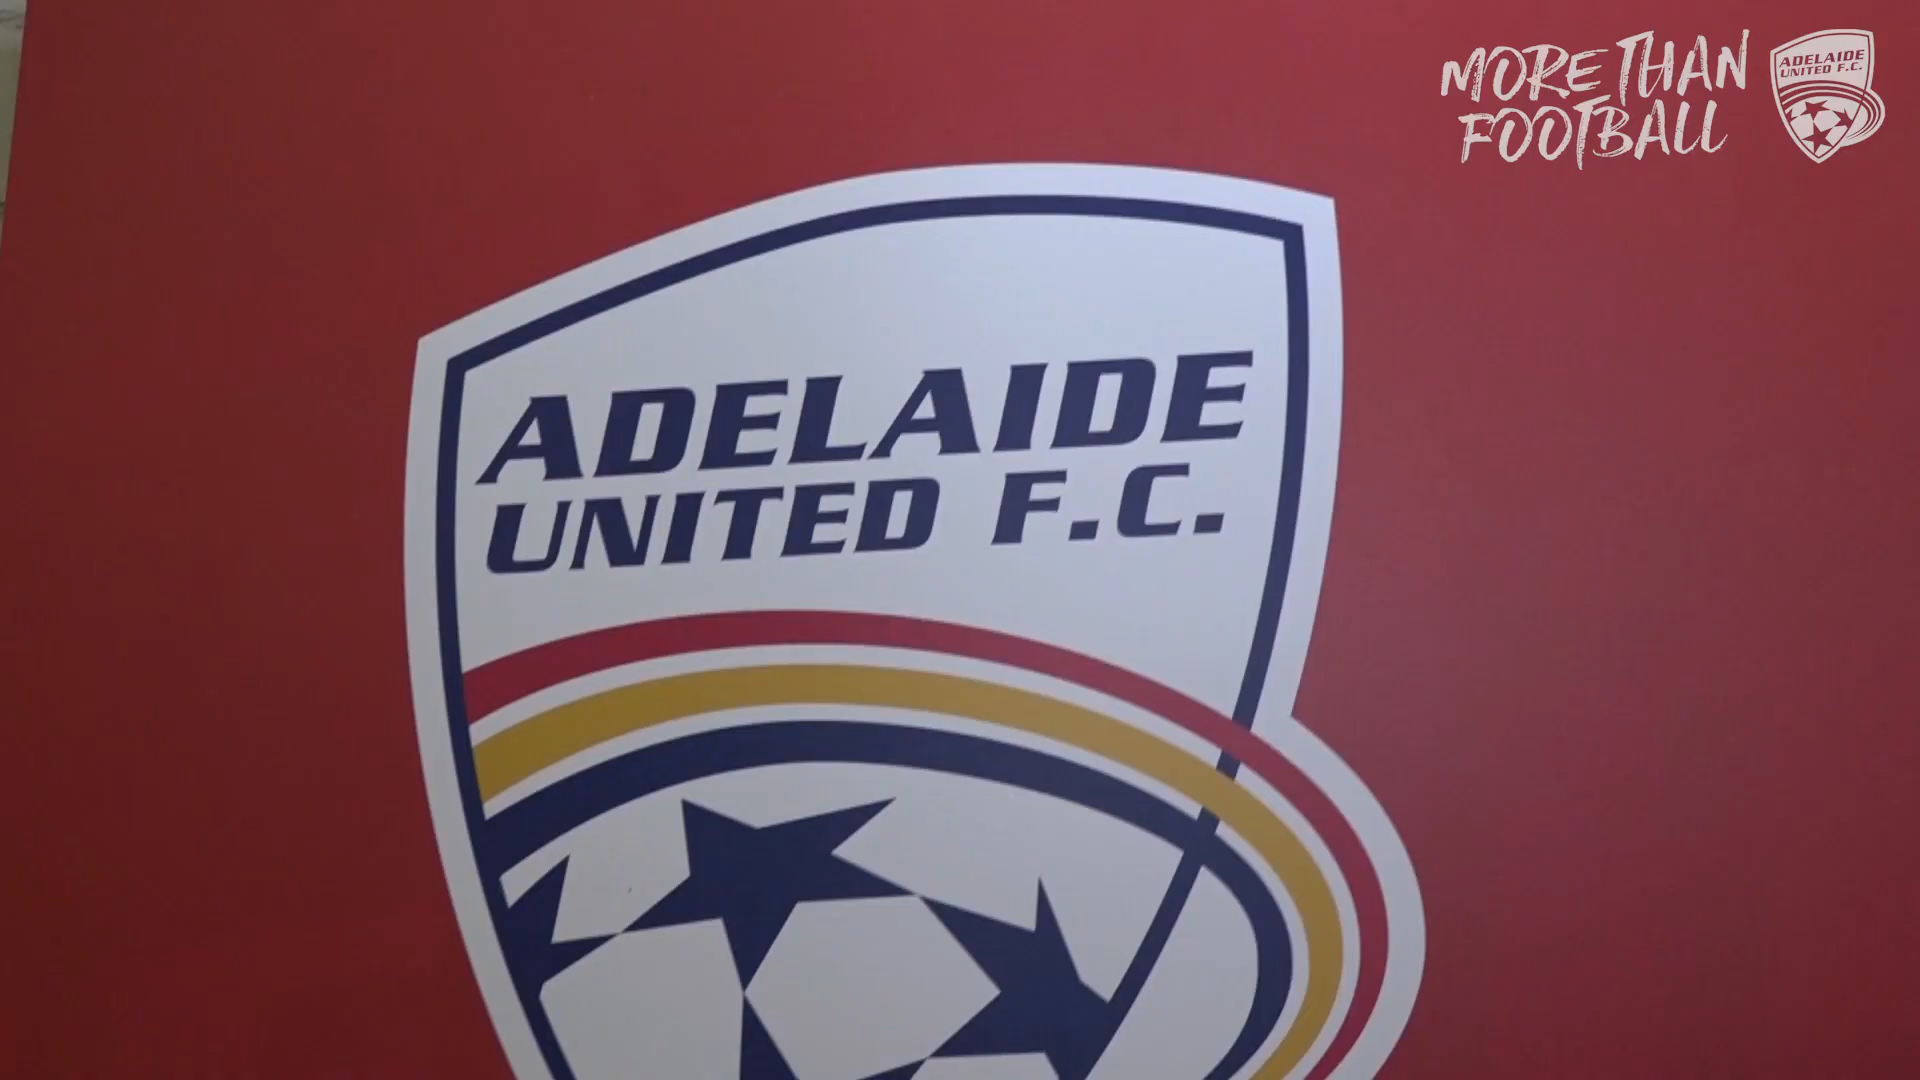 MORE THAN
FOOTBALL
ADELAIDE
UNITED F.C.
ADELAIDE
UNITED F.C.